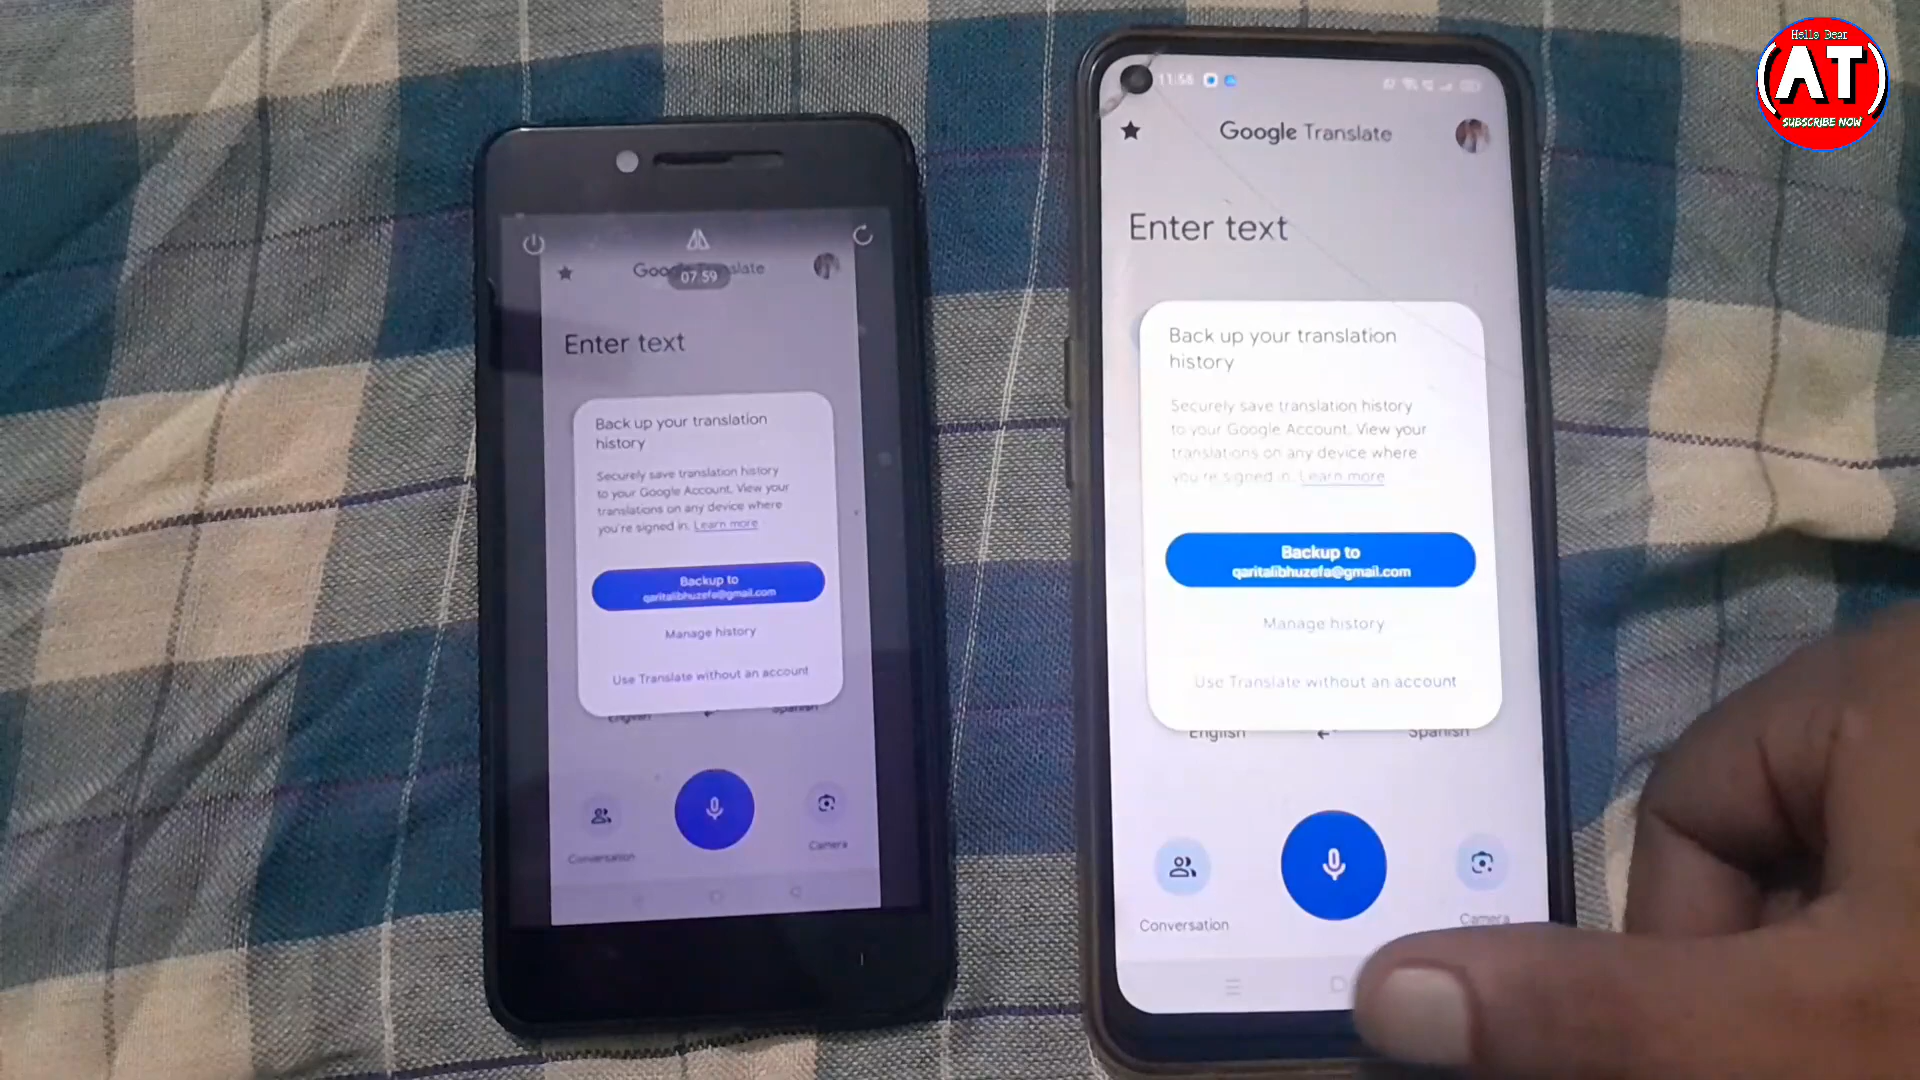 Hello Dear
AT
SUBSCRIBE NOW
07:59
Enter text
Back up your translation
history
Securely save translation history
to your Google Account. View your
translations on any device where
you're signed in. Learn more
Backup to
qaritalibhuzefa@gmail.com
Manage history
Use Translate without an account
English
Spanish
Conversation
Camera
11:58
Google Translate
Enter text
Back up your translation
history
Securely save translation history
to your Google Account. View your
translations on any device where
you're signed in. Learn more
Backup to
qaritalibhuzefa@gmail.com
Manage history
Use Translate without an account
English
Spanish
Conversation
Camera